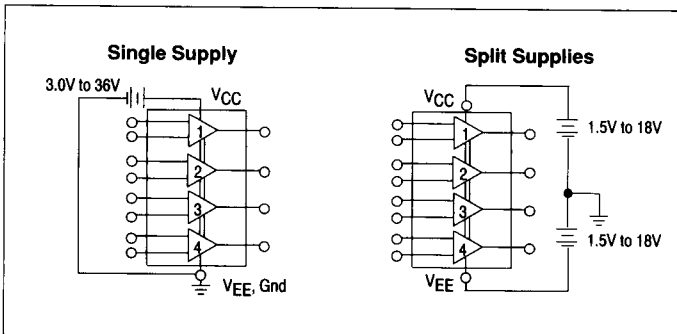 Single Supply
3.0V to 36V
VCC
1
2
3
4
VEE, Gnd
Split Supplies
VCC
1
2
3
4
VEE
1.5V to 18V
1.5V to 18V